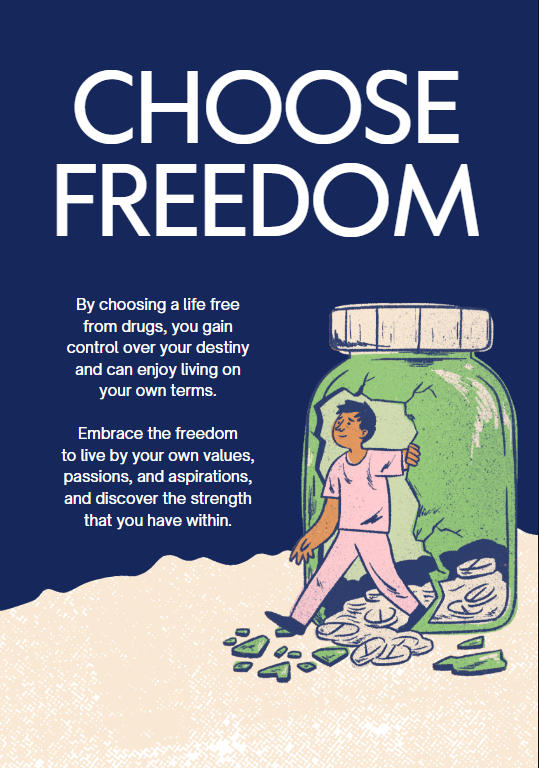 CHOOSE
FREEDOM
By choosing a life free
from drugs, you gain
control over your destiny
and can enjoy living on
your own terms.
Embrace the freedom
to live by your own values,
passions, and aspirations,
and discover the strength
that you have within.